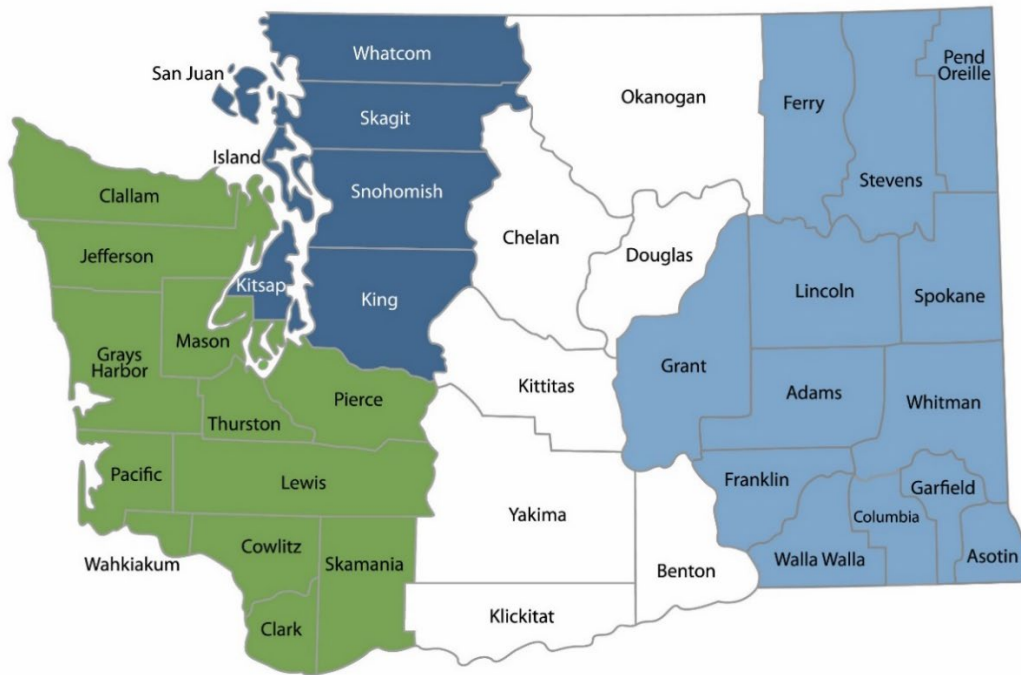 Whatcom
San Juan
Skagit
Okanogan
Ferry
Pend
Oreille
Island
Stevens
Clallam
Snohomish
Chelan
Jefferson
Douglas
Kitsap
King
Lincoln
Spokane
Mason
Grays
Harbor
Grant
Kittitas
Adams
Pierce
Whitman
Thurston
Pacific
Lewis
Franklin
Garfield
Yakima
Columbia
Cowlitz
Wahkiakum
Skamania
Benton
Walla Walla
Asotin
Klickitat
Clark